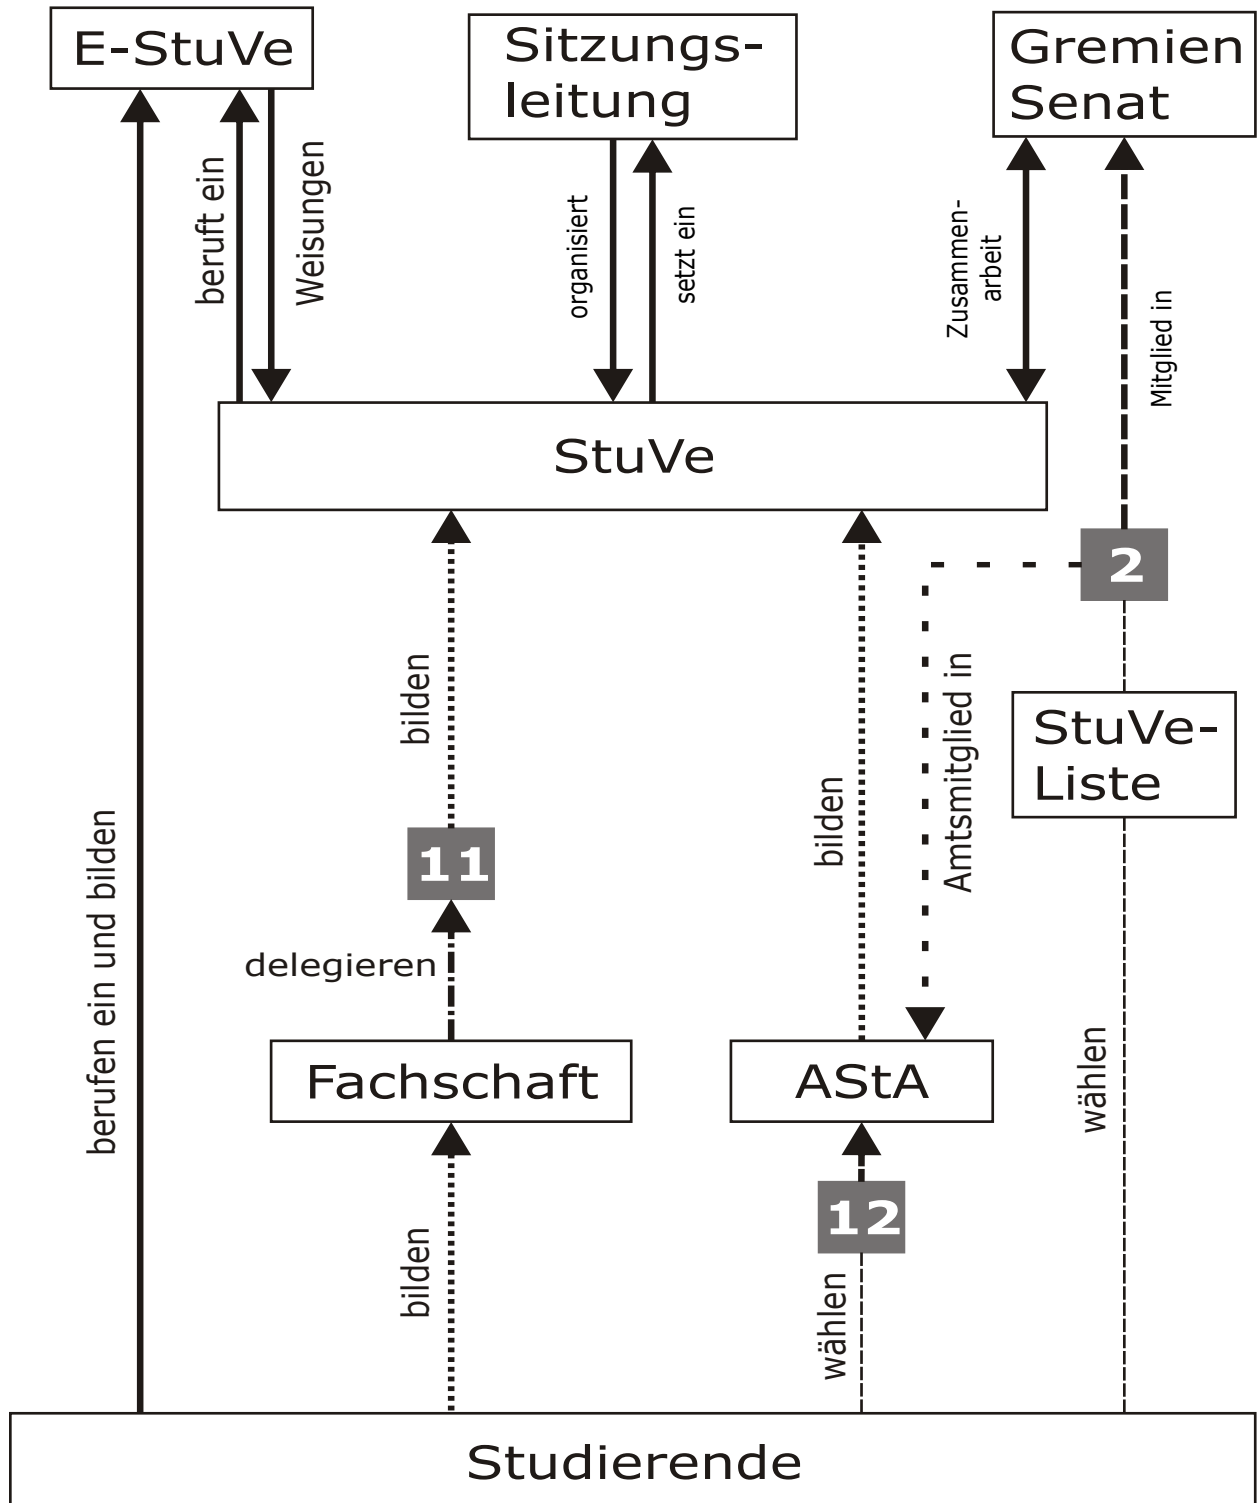 E-StuVe
Sitzungs-
leitung
Gremien
Senat
beruft ein
Weisungen
organisiert
setzt ein
Zusammen-
arbeit
Mitglied in
StuVe
2
bilden
Amtsmitglied in
StuVe-
Liste
bilden
berufen ein und bilden
11
delegieren
Fachschaft
AStA
wählen
12
bilden
wählen
Studierende